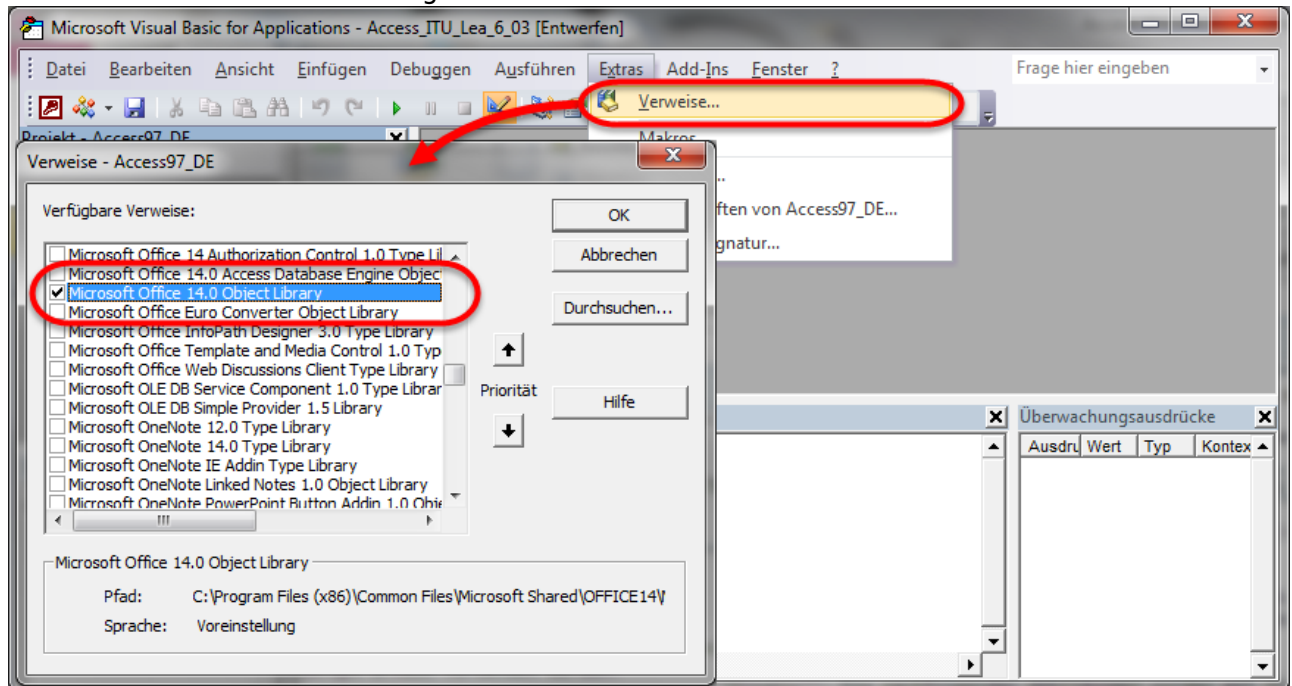 Microsoft Visual Basic for Applications - Access_ITU_Lea_6_03 [Entwerfen]
Datei Bearbeiten Ansicht Einfügen Debuggen Ausführen Extras Add-Ins Fenster ? Frage hier eingeben
Verweise...
Projekt - Access97_DE
Makros
Verweise - Access97_DE
...
Verfügbare Verweise:
OK
ften von Access97_DE...
gnatur...
Microsoft Office 14 Authorization Control 1.0 Type Lil
Abbrechen
Microsoft Office 14.0 Access Database Engine Objec
Microsoft Office 14.0 Object Library
Durchsuchen...
Microsoft Office Euro Converter Object Library
Microsoft Office InfoPath Designer 3.0 Type Library
Microsoft Office Template and Media Control 1.0 Typ
Microsoft Office Web Discussions Client Type Library
Microsoft OLE DB Service Component 1.0 Type Librar
Priorität
Hilfe
Microsoft OLE DB Simple Provider 1.5 Library
Microsoft OneNote 12.0 Type Library
Microsoft OneNote 14.0 Type Library
Microsoft OneNote IE Addin Type Library
Microsoft OneNote Linked Notes 1.0 Object Library
Microsoft OneNote PowerPoint Button Addin 1.0 Obje
Überwachungsausdrücke
Ausdru Wert Typ Kontex
Microsoft Office 14.0 Object Library
Pfad: C:\Program Files (x86)\Common Files\Microsoft Shared\OFFICE14\
Sprache: Voreinstellung